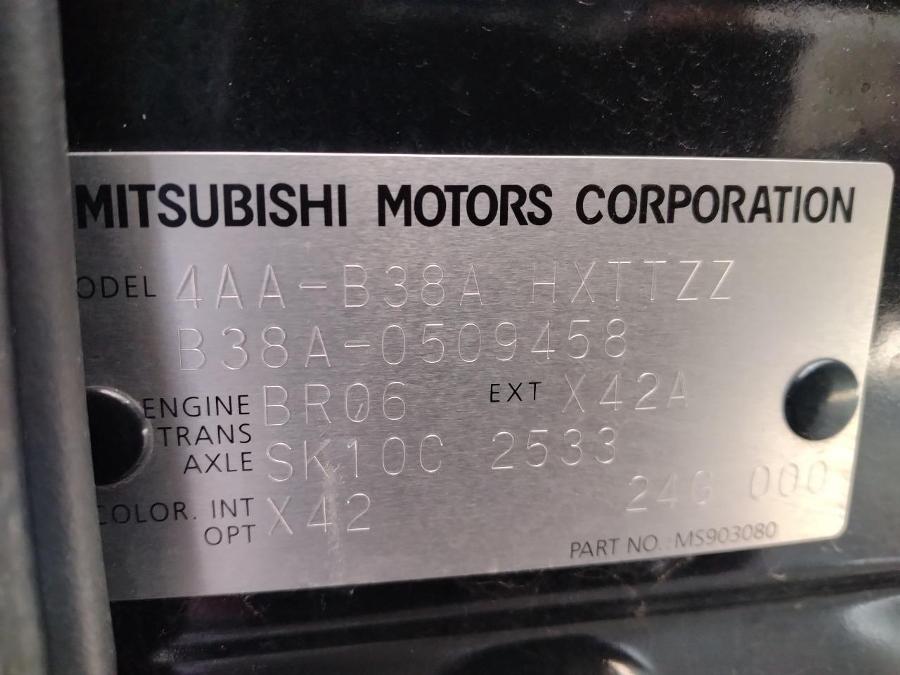 MITSUBISHI MOTORS CORPORATION
ODEL 4AA-B38A HXTTZZ
B38A-0509458
ENGINE BR06 EXT X42A
TRANS
AXLE SK10C 2533
COLOR. INT X42 24G 000
OPT
PART NO. MS903080